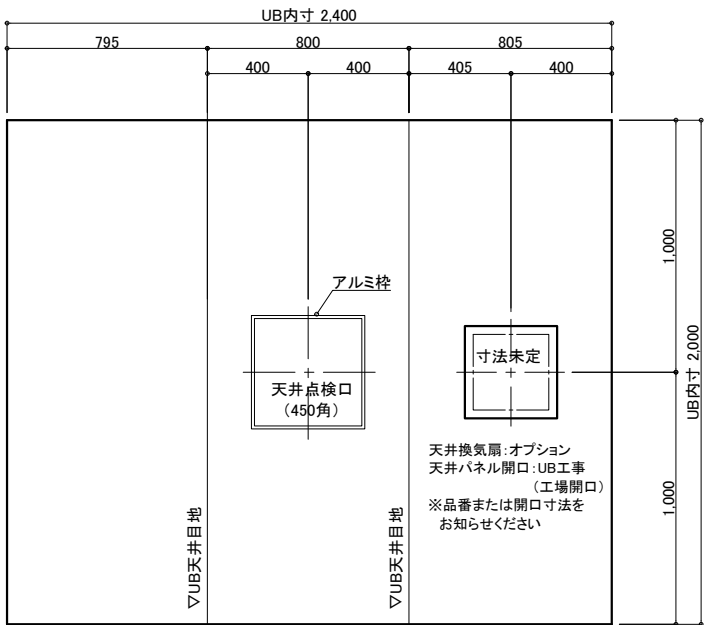 UB内寸 2,400
795
800
805
400
400
405
400
1,000
アルミ枠
寸法未定
天井点検口
(450角)
UB内寸 2,000
天井換気扇:オプション
天井パネル開口:UB工事
(工場開口)
※品番または開口寸法を
お知らせください
1,000
▽UB天井目地
▽UB天井目地